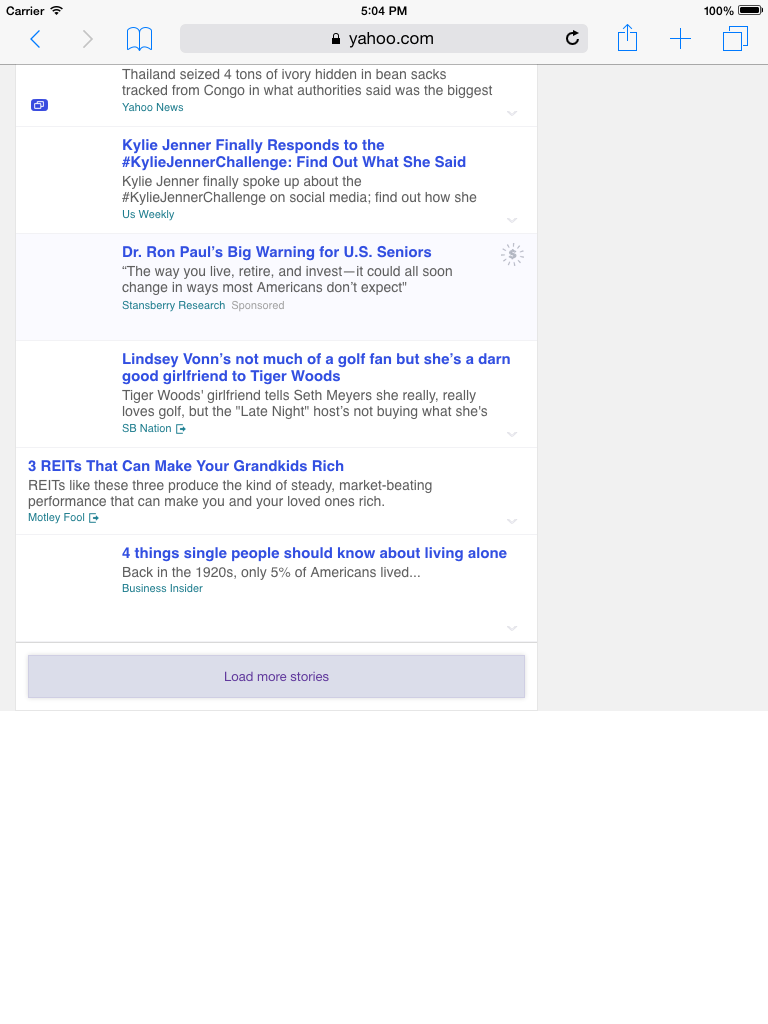 Carrier 5:04 PM 100%
yahoo.com
Thailand seized 4 tons of ivory hidden in bean sacks
tracked from Congo in what authorities said was the biggest
Yahoo News
Kylie Jenner Finally Responds to the
#KylieJennerChallenge: Find Out What She Said
Kylie Jenner finally spoke up about the
#KylieJennerChallenge on social media; find out how she
Us Weekly
Dr. Ron Paul’s Big Warning for U.S. Seniors
$
“The way you live, retire, and invest—it could all soon
change in ways most Americans don’t expect"
Stansberry Research Sponsored
Lindsey Vonn’s not much of a golf fan but she’s a darn
good girlfriend to Tiger Woods
Tiger Woods' girlfriend tells Seth Meyers she really, really
loves golf, but the "Late Night" host’s not buying what she's
SB Nation
3 REITs That Can Make Your Grandkids Rich
REITs like these three produce the kind of steady, market-beating
performance that can make you and your loved ones rich.
Motley Fool
4 things single people should know about living alone
Back in the 1920s, only 5% of Americans lived...
Business Insider
Load more stories